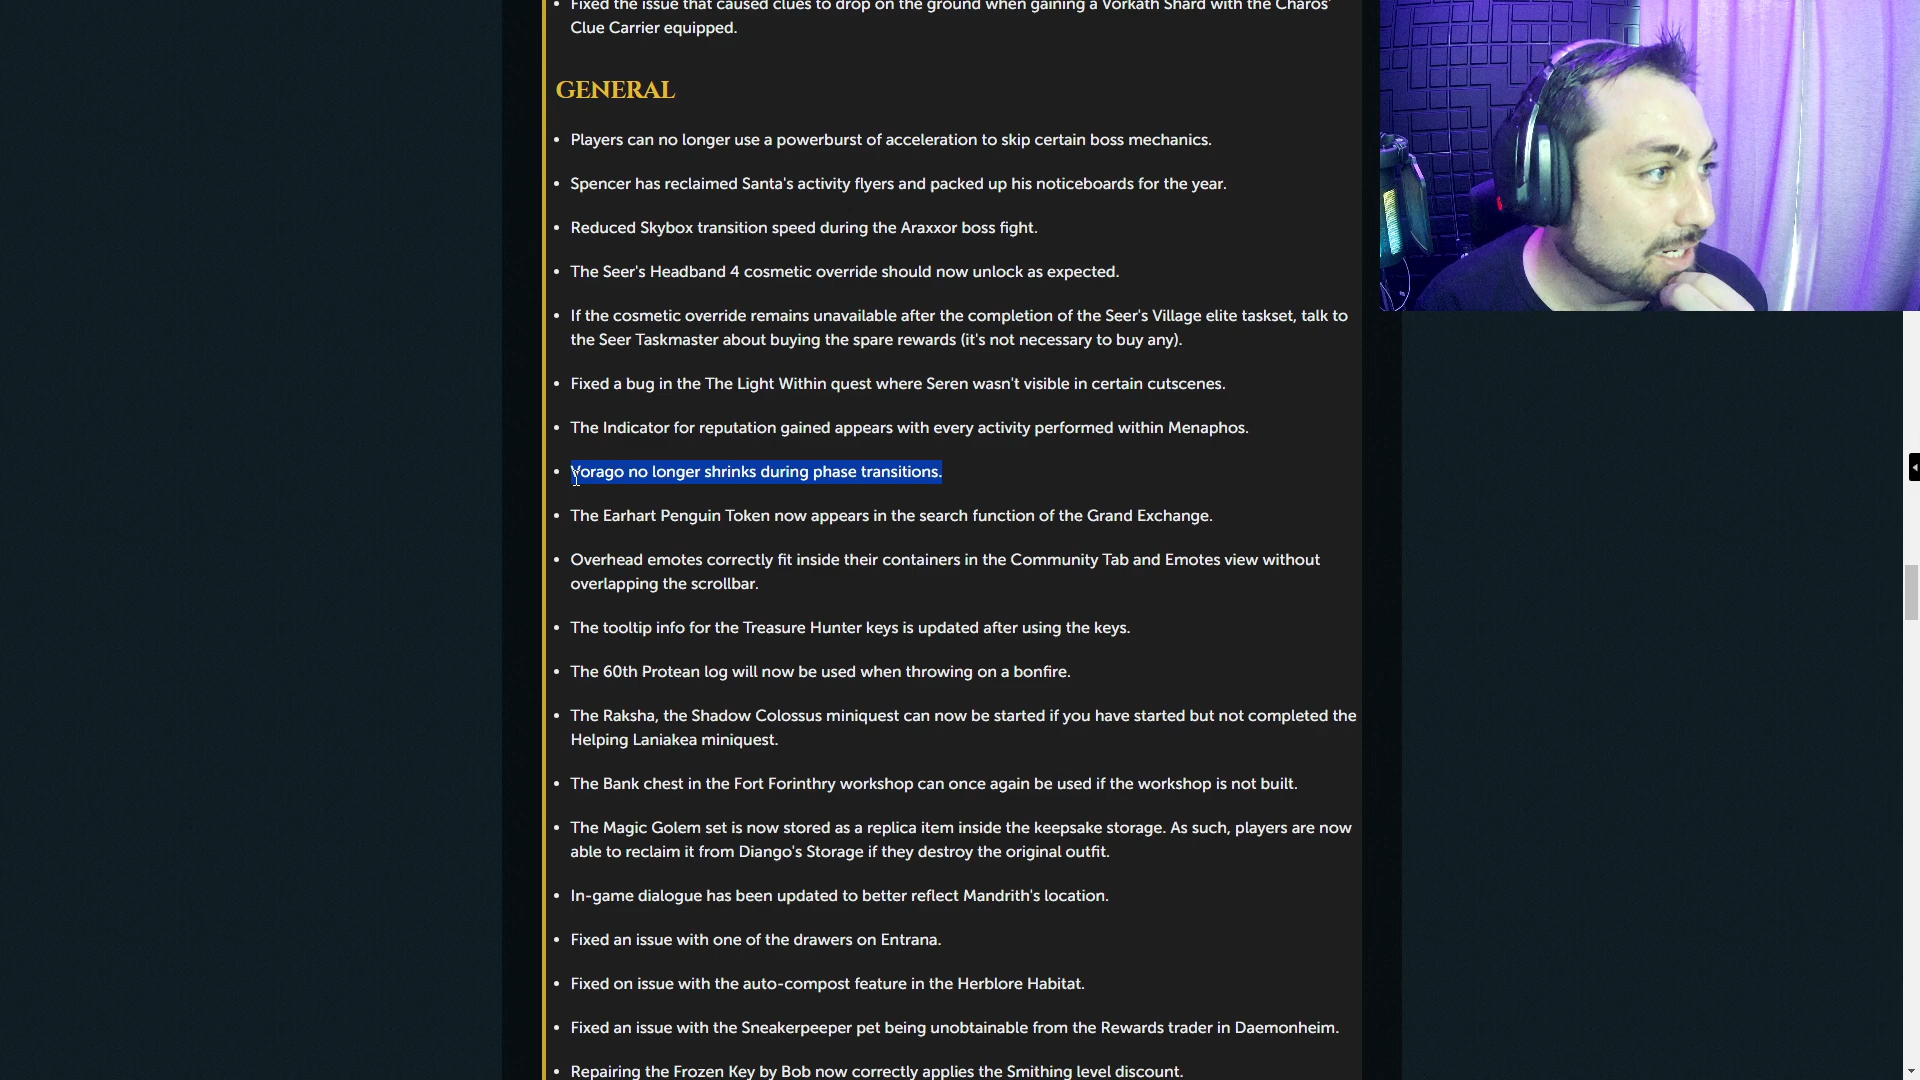 Fixed the issue that caused clues to drop on the ground when gaining a Vorkath Shard with the Charos'
Clue Carrier equipped.
GENERAL
Players can no longer use a powerburst of acceleration to skip certain boss mechanics.
Spencer has reclaimed Santa's activity flyers and packed up his noticeboards for the year.
Reduced Skybox transition speed during the Araxxor boss fight.
The Seer's Headband 4 cosmetic override should now unlock as expected.
If the cosmetic override remains unavailable after the completion of the Seer's Village elite taskset, talk to
the Seer Taskmaster about buying the spare rewards (it's not necessary to buy any).
Fixed a bug in the The Light Within quest where Seren wasn't visible in certain cutscenes.
The Indicator for reputation gained appears with every activity performed within Menaphos.
Vorago no longer shrinks during phase transitions.
The Earhart Penguin Token now appears in the search function of the Grand Exchange.
Overhead emotes correctly fit inside their containers in the Community Tab and Emotes view without
overlapping the scrollbar.
The tooltip info for the Treasure Hunter keys is updated after using the keys.
The 60th Protean log will now be used when throwing on a bonfire.
The Raksha, the Shadow Colossus miniquest can now be started if you have started but not completed the
Helping Laniakea miniquest.
The Bank chest in the Fort Forinthry workshop can once again be used if the workshop is not built.
The Magic Golem set is now stored as a replica item inside the keepsake storage. As such, players are now
able to reclaim it from Diango's Storage if they destroy the original outfit.
In-game dialogue has been updated to better reflect Mandrith's location.
Fixed an issue with one of the drawers on Entrana.
Fixed on issue with the auto-compost feature in the Herblore Habitat.
Fixed an issue with the Sneakerpeeper pet being unobtainable from the Rewards trader in Daemonheim.
Repairing the Frozen Key by Bob now correctly applies the Smithing level discount.